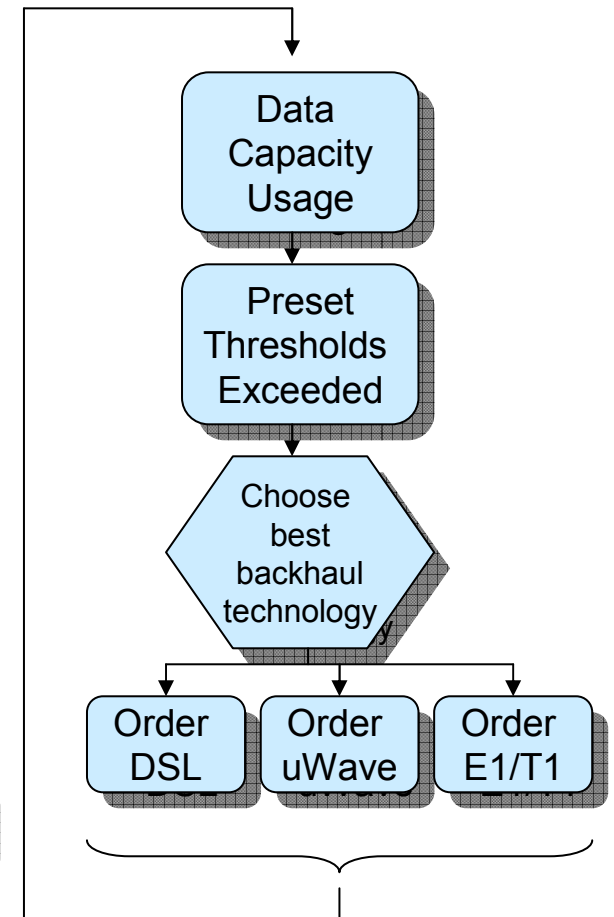 Data
Capacity
Usage
Preset
Thresholds
Exceeded
Choose
best
backhaul
technology
Order
DSL
Order
uWave
Order
E1/T1